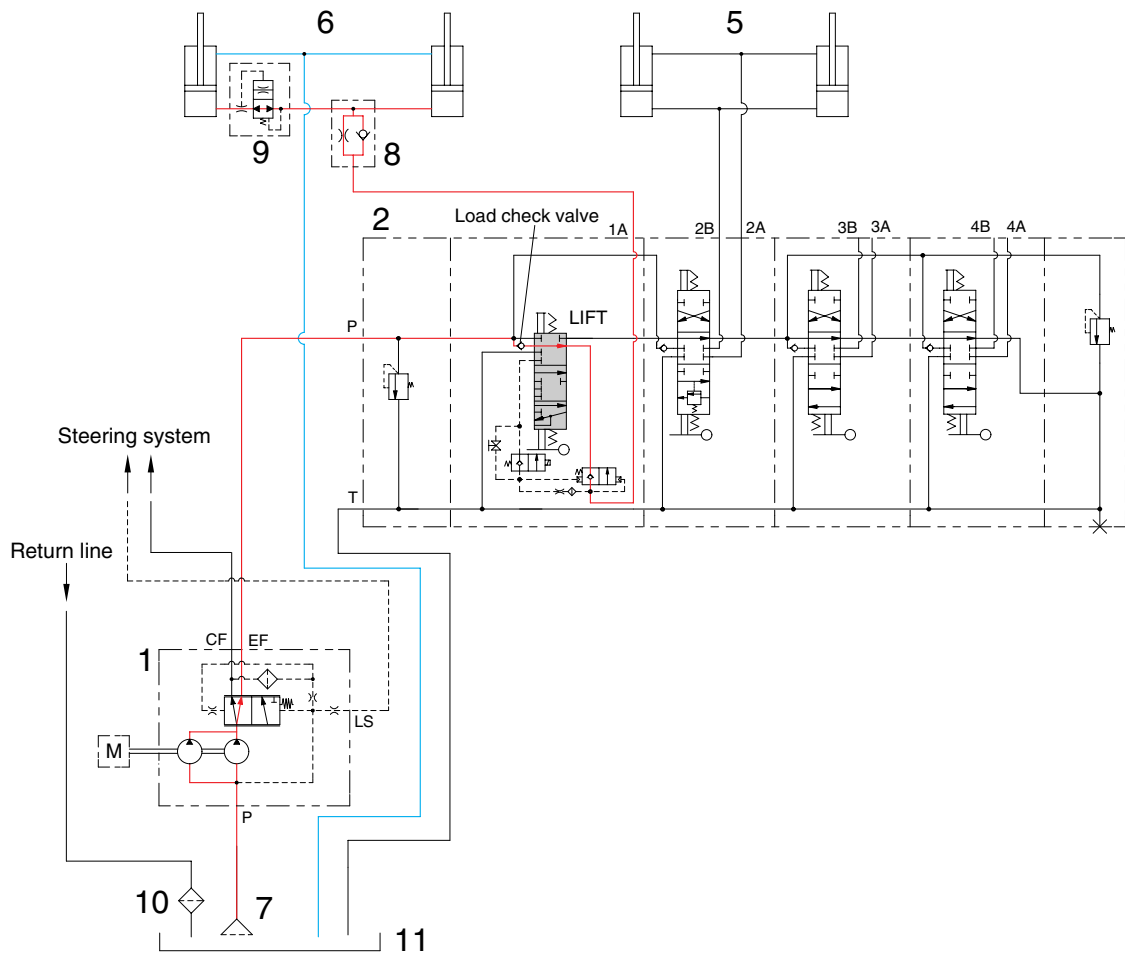 6
5
9
8
2
Load check valve
1A
2B
2A
3B
3A
4B
4A
P
LIFT
Steering system
T
Return line
CF
EF
1
LS
M
P
10
7
11